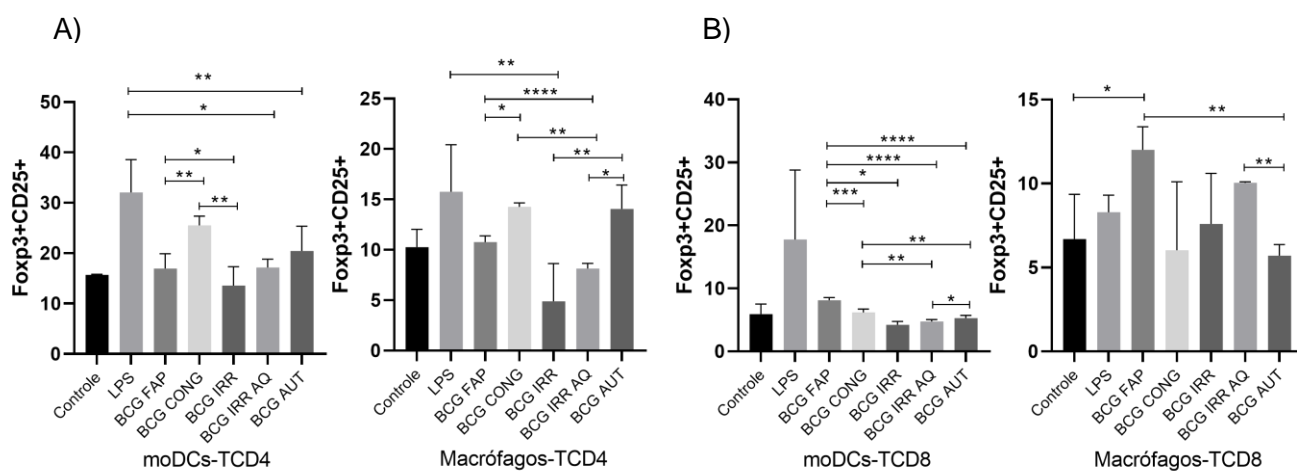 A)
B)
Foxp3+CD25+
50
40
30
20
10
0
**
*
*
**
**
Controle
LPS
BCG FAP
BCG CONG
BCG IRR
BCG IRR AQ
BCG AUT
moDCs-TCD4
Foxp3+CD25+
25
20
15
10
5
0
**
****
*
**
**
*
Controle
LPS
BCG FAP
BCG CONG
BCG IRR
BCG IRR AQ
BCG AUT
Macrófagos-TCD4
Foxp3+CD25+
40
30
20
10
0
****
****
*
***
**
**
*
Controle
LPS
BCG FAP
BCG CONG
BCG IRR
BCG IRR AQ
BCG AUT
moDCs-TCD8
Foxp3+CD25+
15
10
5
0
*
**
**
Controle
LPS
BCG FAP
BCG CONG
BCG IRR
BCG IRR AQ
BCG AUT
Macrófagos-TCD8